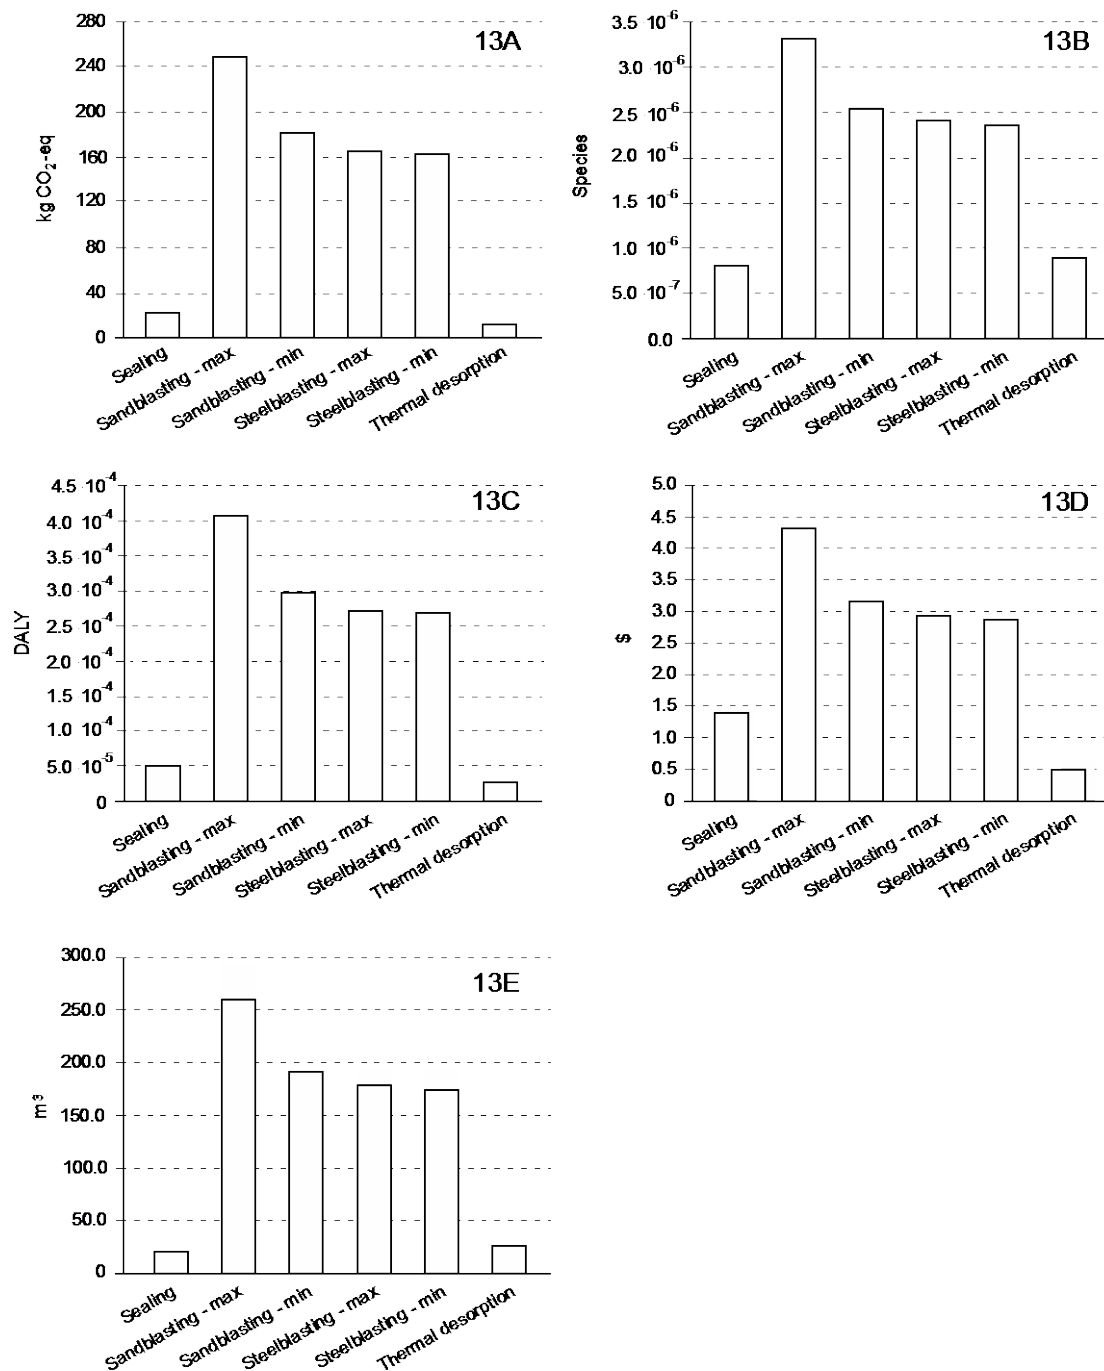 13A
kg CO₂-eq
280
240
200
160
120
80
40
0
Sealing
Sandblasting - max
Sandblasting - min
Steelblasting - max
Steelblasting - min
Thermal desorption
13B
Species
3.5 10⁻⁶
3.0 10⁻⁶
2.5 10⁻⁶
2.0 10⁻⁶
1.5 10⁻⁶
1.0 10⁻⁶
5.0 10⁻⁷
0.0
Sealing
Sandblasting - max
Sandblasting - min
Steelblasting - max
Steelblasting - min
Thermal desorption
13C
DALY
4.5 10⁻⁴
4.0 10⁻⁴
3.5 10⁻⁴
3.0 10⁻⁴
2.5 10⁻⁴
2.0 10⁻⁴
1.5 10⁻⁴
1.0 10⁻⁴
5.0 10⁻⁵
0
Sealing
Sandblasting - max
Sandblasting - min
Steelblasting - max
Steelblasting - min
Thermal desorption
13D
$
5.0
4.5
4.0
3.5
3.0
2.5
2.0
1.5
1.0
0.5
0
Sealing
Sandblasting - max
Sandblasting - min
Steelblasting - max
Steelblasting - min
Thermal desorption
13E
m³
300.0
250.0
200.0
150.0
100.0
50.0
0
Sealing
Sandblasting - max
Sandblasting - min
Steelblasting - max
Steelblasting - min
Thermal desorption